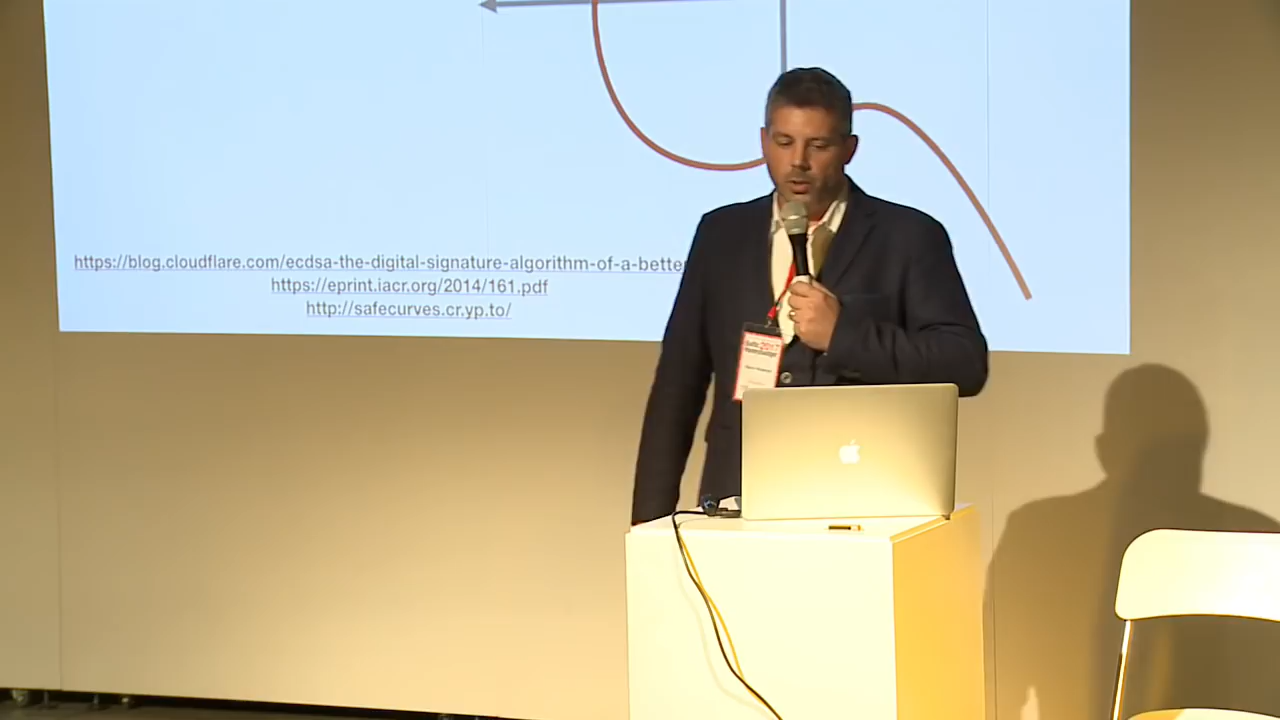 https://blog.cloudflare.com/ecdsa-the-digital-signature-algorithm-of-a-bette
https://eprint.iacr.org/2014/161.pdf
http://safecurves.cr.yp.to/
2017